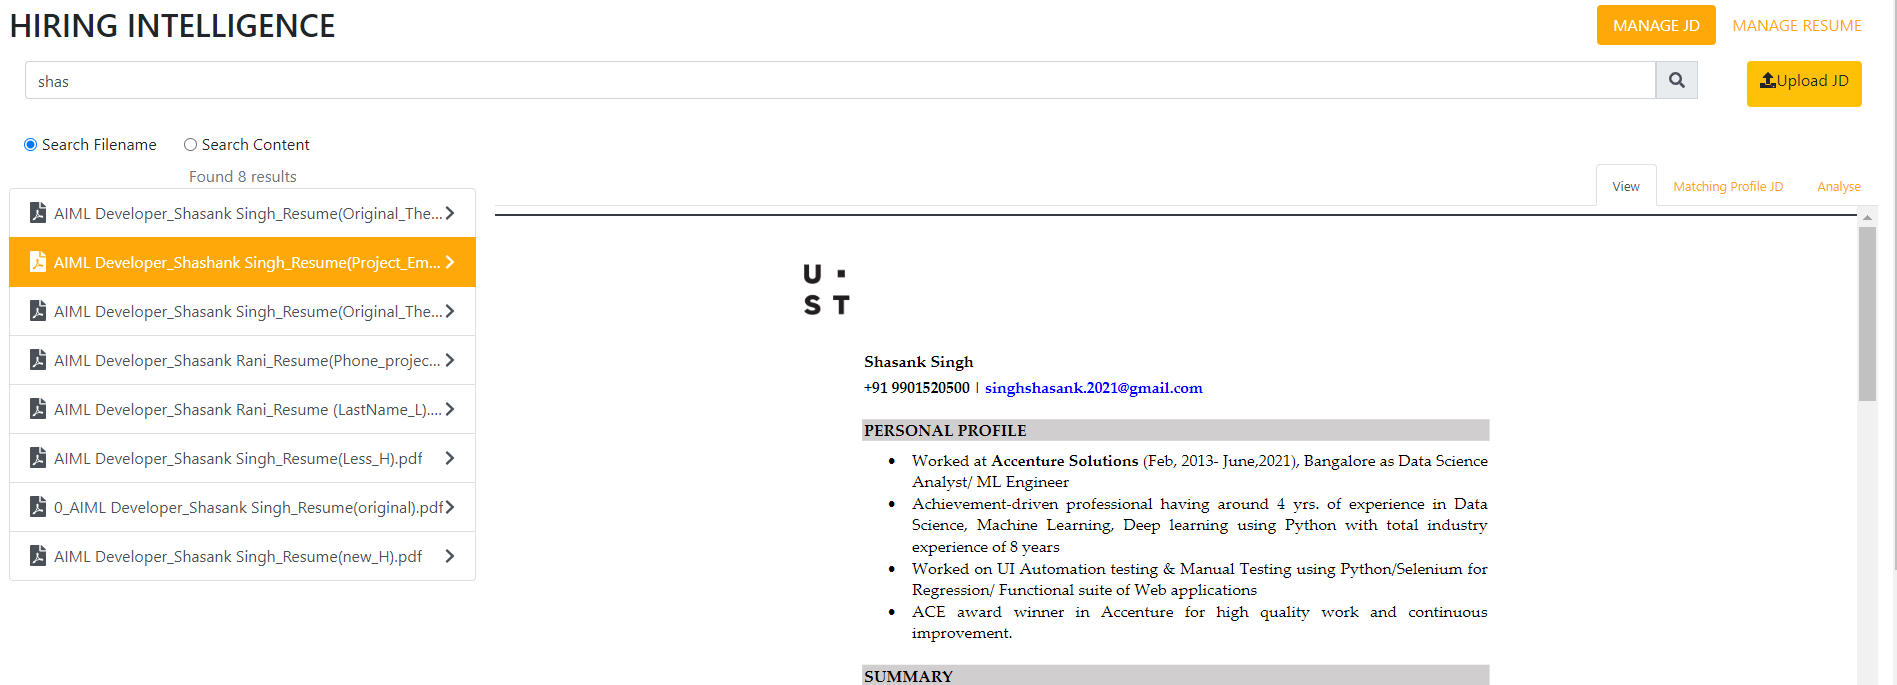 HIRING INTELLIGENCE
MANAGE JD
MANAGE RESUME
shas
Upload JD
Search Filename
Search Content
Found 8 results
AIML Developer_Shasank Singh_Resume(Original_The...
AIML Developer_Shashank Singh_Resume(Project_Em...
AIML Developer_Shasank Singh_Resume(Original_The...
AIML Developer_Shasank Rani_Resume(Phone_projec...
AIML Developer_Shasank Rani_Resume (LastName_L)....
AIML Developer_Shasank Singh_Resume(Less_H).pdf
0_AIML Developer_Shasank Singh_Resume(original).pdf
AIML Developer_Shasank Singh_Resume(new_H).pdf
View
Matching Profile JD
Analyse
U
S T
Shasank Singh
+91 9901520500 | singhshasank.2021@gmail.com
PERSONAL PROFILE
• Worked at Accenture Solutions (Feb, 2013- June,2021), Bangalore as Data Science
Analyst/ ML Engineer
• Achievement-driven professional having around 4 yrs. of experience in Data
Science, Machine Learning, Deep learning using Python with total industry
experience of 8 years
• Worked on UI Automation testing & Manual Testing using Python/Selenium for
Regression/ Functional suite of Web applications
• ACE award winner in Accenture for high quality work and continuous
improvement.
SUMMARY